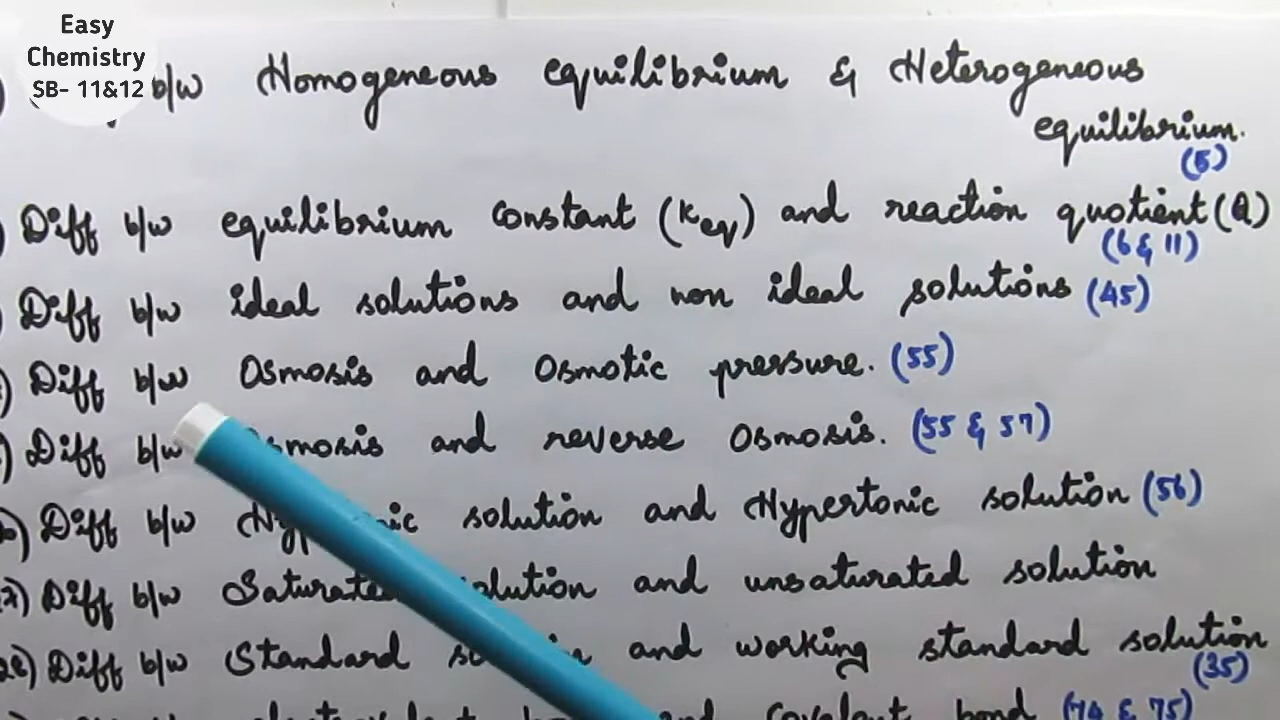 Easy
Chemistry
SB- 11&12
b/w Homogeneous equilibrium & Heterogeneous
equilibrium.
(5)
Diff b/w equilibrium constant (Keq) and reaction quotient (Q)
(6 & 11)
Diff b/w ideal solutions and non ideal solutions (45)
Diff b/w Osmosis and Osmotic pressure. (55)
Diff b/w and reverse Osmosis. (55 & 57)
Diff b/w solution and Hypertonic solution (56)
Diff b/w and unsaturated solution
Diff b/w Standard and working standard solution
(35)
covalent bond (74 & 75)